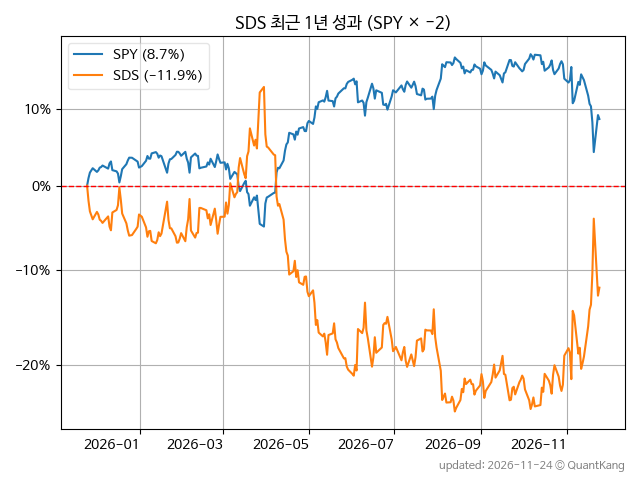 SDS 최근 1년 성과 (SPY × −2)
SPY (8.7%)
SDS (−11.9%)
10%
0%
−10%
−20%
2026-01 2026-03 2026-05 2026-07 2026-09 2026-11
updated: 2026-11-24 © QuantKang